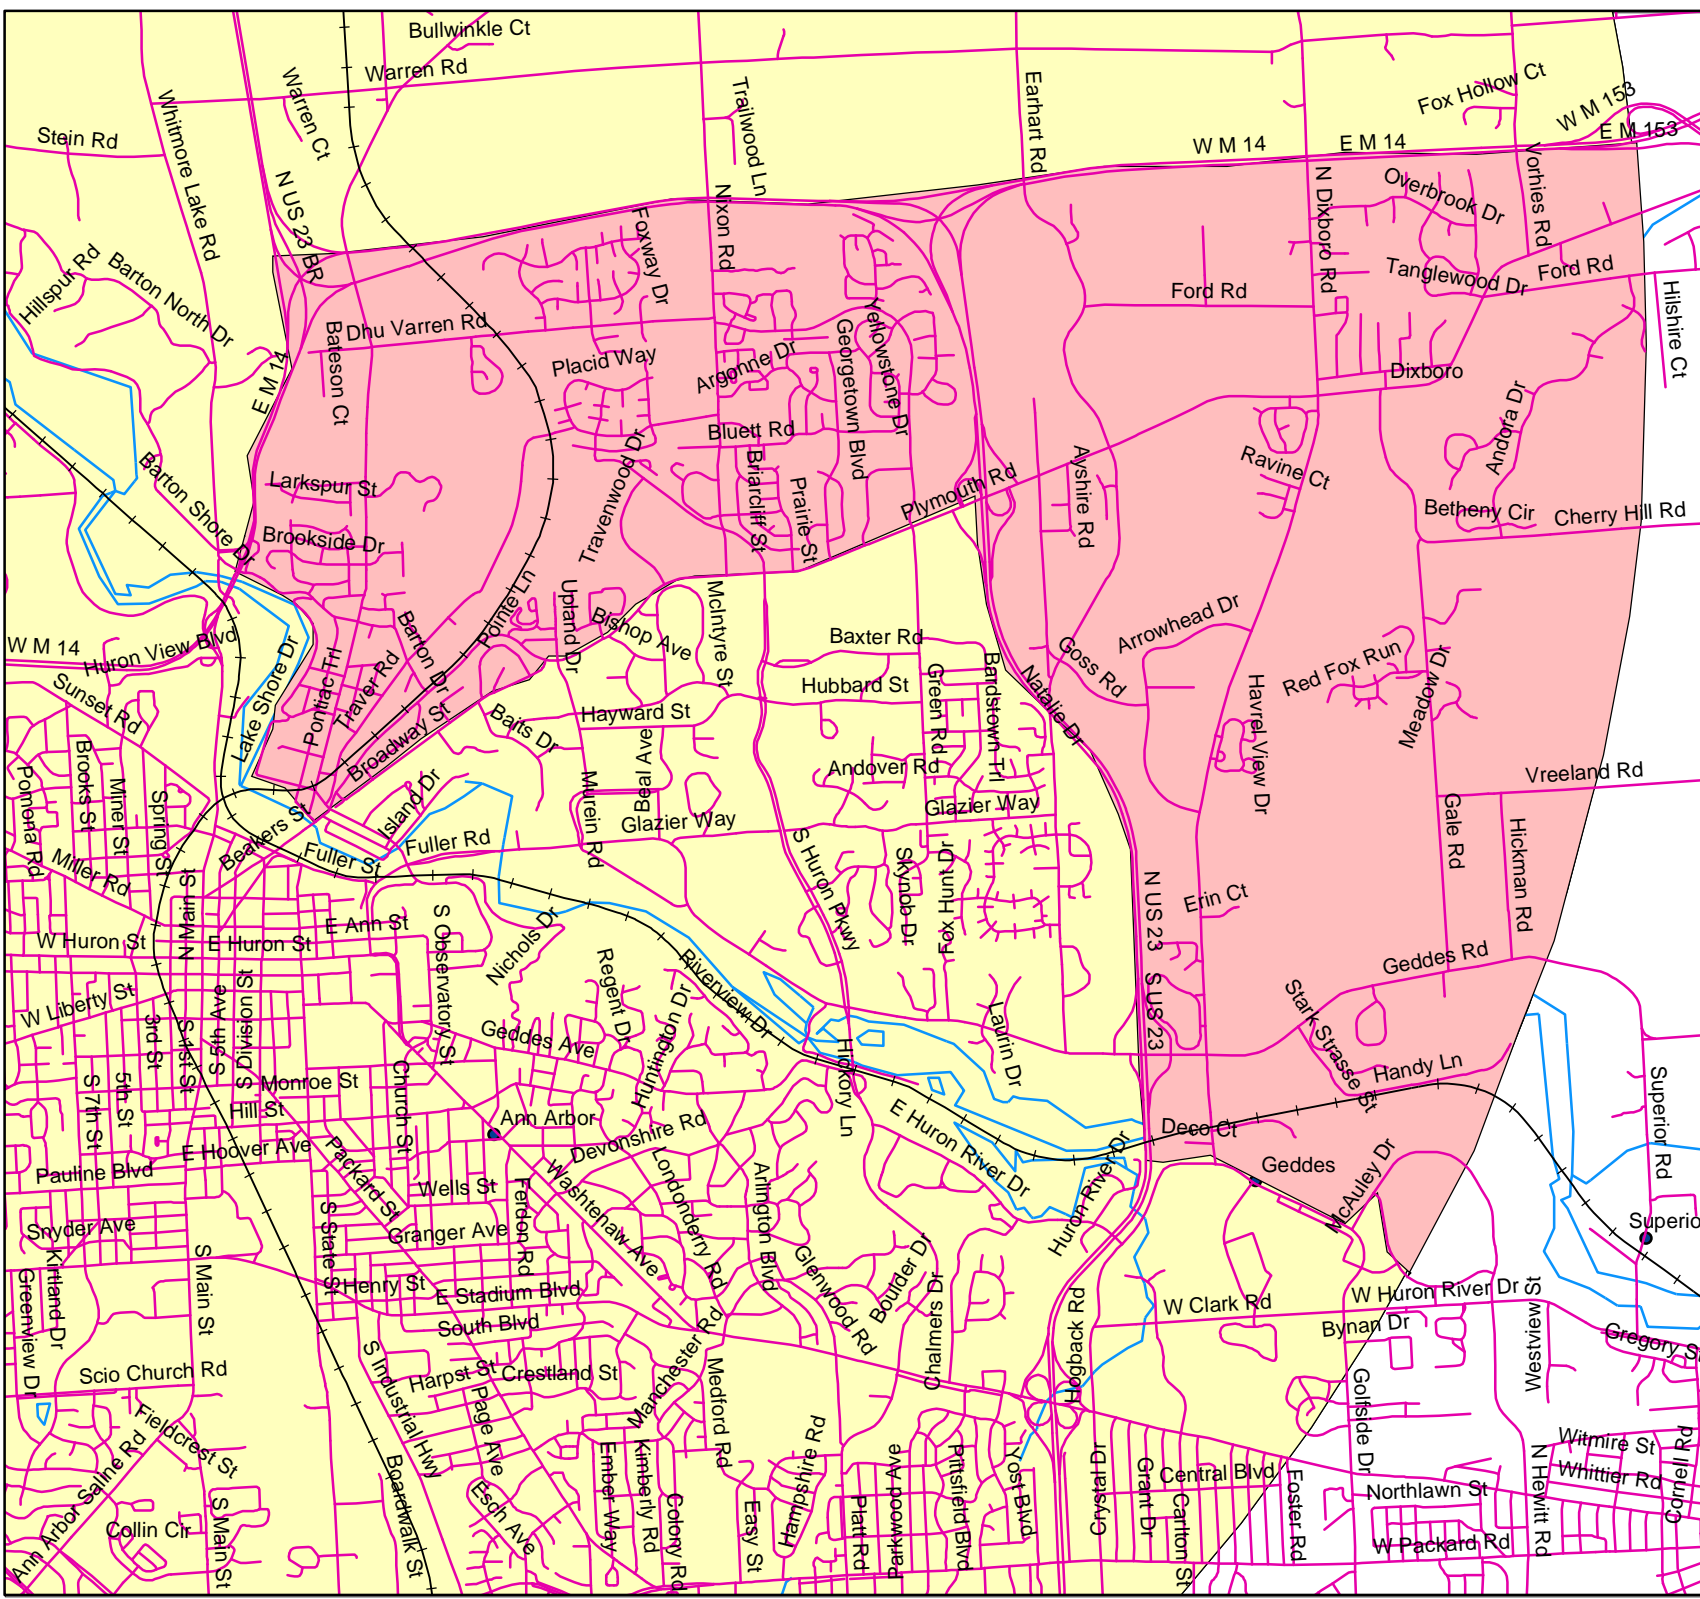 Bullwinkle Ct
Warren Rd
Warren Ct
Whitmore Lake Rd
Stein Rd
Trailwood Ln
Earhart Rd
Fox Hollow Ct
W M 153
E M 153
W M 14
E M 14
N US 23 BR
Nixon Rd
Foxway Dr
N Dixboro Rd
Overbrook Dr
Vorhies Rd
Hillspur Rd
Barton North Dr
Ford Rd
Tanglewood Dr
Ford Rd
Hilshire Ct
E M 14
Bateson Ct
Dhu Varren Rd
Placid Way
Argonne Dr
Georgetown Blvd
Yellowstone Dr
Dixboro
Andora Dr
Bluett Rd
Travenwood Dr
Briarcliff St
Prairie St
Plymouth Rd
Ayshire Rd
Ravine Ct
Betheny Cir
Cherry Hill Rd
Barton Shore Dr
Larkspur St
Brookside Dr
Pointe Ln
Upland Dr
Bishop Ave
McIntyre St
Baxter Rd
Hubbard St
Green Rd
Bardstown Trl
Natalie Dr
Goss Rd
Arrowhead Dr
Red Fox Run
Meadow Dr
Havrel View Dr
W M 14
Huron View Blvd
Lake Shore Dr
Pontiac Trl
Traver Rd
Barton Dr
Broadway St
Sunset Rd
Baits Dr
Hayward St
Beal Ave
Murein Rd
Andover Rd
Glazier Way
Glazier Way
Vreeland Rd
Gale Rd
Hickman Rd
Pomona Rd
Brooks St
Miner St
Spring St
Miller Rd
Beakers St
Island Dr
Fuller St
Fuller Rd
S Huron Pkwy
Skynob Dr
Fox Hunt Dr
N US 23
S US 23
Erin Ct
Geddes Rd
Stark Strasse St
Handy Ln
W Huron St
N Main St
E Huron St
E Ann St
S Observatory St
Nichols Dr
Regent Dr
Riverview Dr
Huntington Dr
W Liberty St
3rd St
S 1st St
S 5th Ave
S Division St
Geddes Ave
Laurin Dr
Hickory Ln
S 7th St
5th St
Monroe St
Hill St
Church St
Ann Arbor
Devonshire Rd
E Huron River Dr
Deco Ct
Geddes
McAuley Dr
Huron River Dr
Superior Rd
Superio
Pauline Blvd
E Hoover Ave
Packard St
Wells St
Washtenaw Ave
Londonderry Rd
Arlington Blvd
Glenwood Rd
Boulder Dr
Chalmers Dr
Snyder Ave
Granger Ave
Ferdon Rd
S State St
Kirtland Dr
Greenview Dr
S Main St
Henry St
E Stadium Blvd
South Blvd
Hogback Rd
W Clark Rd
W Huron River Dr
Bynan Dr
Westview St
Gregory St
Scio Church Rd
S Industrial Hwy
Harpst St
Crestland St
Page Ave
Manchester Rd
Medford Rd
Golfside Dr
Fieldcrest St
Ann Arbor Saline Rd
Collin Cir
S Main St
Boardwalk St
Esch Ave
Ember Way
Kimberly Rd
Colony Rd
Easy St
Hampshire Rd
Platt Rd
Parkwood Ave
Pittsfield Blvd
Yost Blvd
Crystal Dr
Grant Dr
Central Blvd
Carlton St
Foster Rd
Northlawn St
W Packard Rd
N Hewitt Rd
Witmire St
Whittier Rd
Cornell Rd